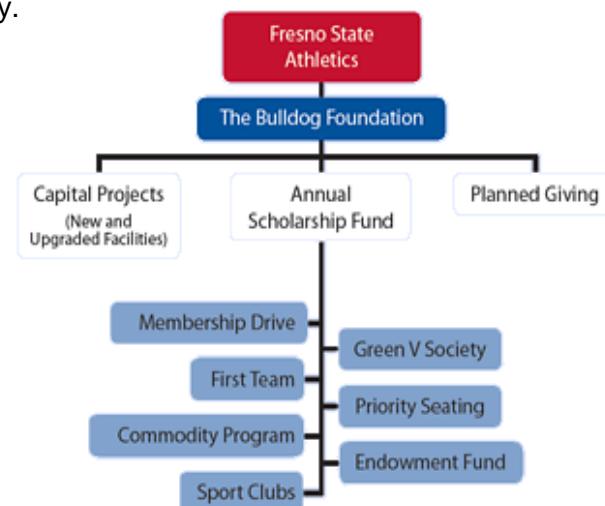 y.
Fresno State
Athletics
The Bulldog Foundation
Capital Projects
(New and
Upgraded Facilities)
Annual
Scholarship Fund
Planned Giving
Membership Drive
Green V Society
First Team
Priority Seating
Commodity Program
Endowment Fund
Sport Clubs